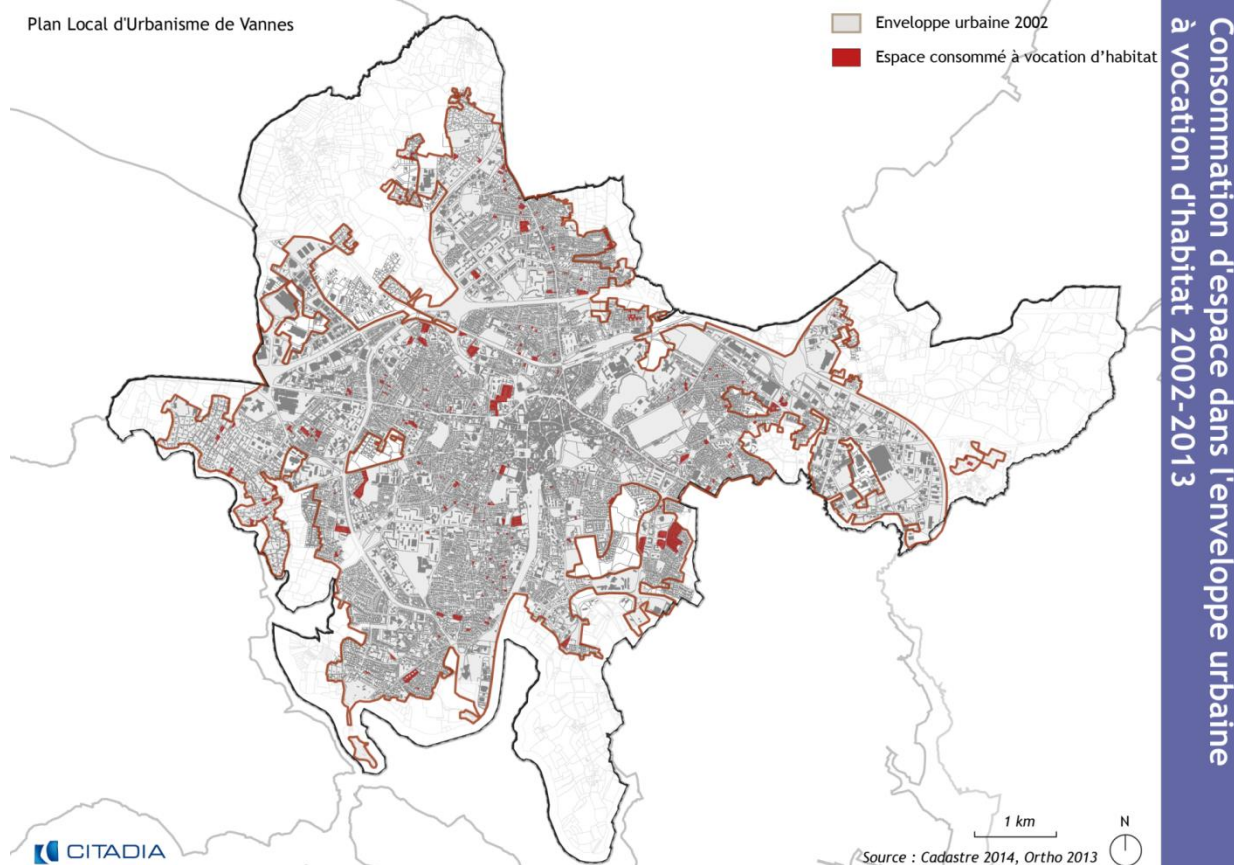 Plan Local d'Urbanisme de Vannes
Enveloppe urbaine 2002
Espace consommé à vocation d'habitat
Consommation d'espace dans l'enveloppe urbaine
à vocation d'habitat 2002-2013
1 km
N
CITADIA
Source : Cadastre 2014, Ortho 2013